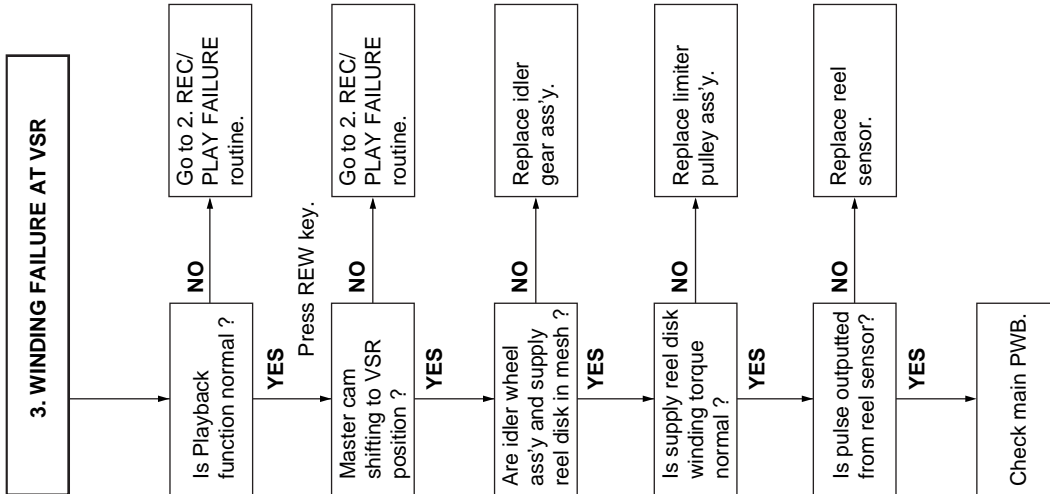 3. WINDING FAILURE AT VSR
Is Playback
function normal ?
NO
Go to 2. REC/
PLAY FAILURE
routine.
YES
Press REW key.
Master cam
shifting to VSR
position ?
NO
Go to 2. REC/
PLAY FAILURE
routine.
YES
Are idler wheel
ass'y and supply
reel disk in mesh ?
NO
Replace idler
gear ass'y.
YES
Is supply reel disk
winding torque
normal ?
NO
Replace limiter
pulley ass'y.
YES
Is pulse outputted
from reel sensor?
NO
Replace reel
sensor.
YES
Check main PWB.